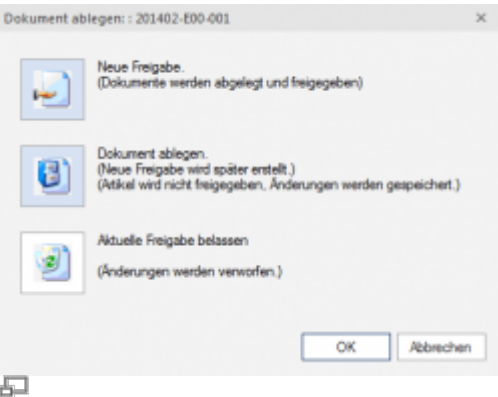 Dokument ablegen: : 201402-E00-001
Neue Freigabe.
(Dokumente werden abgelegt und freigegeben)
Dokument ablegen.
(Neue Freigabe wird später erstellt.)
(Artikel wird nicht freigegeben, Änderungen werden gespeichert.)
Aktuelle Freigabe belassen
(Änderungen werden verworfen.)
OK
Abbrechen